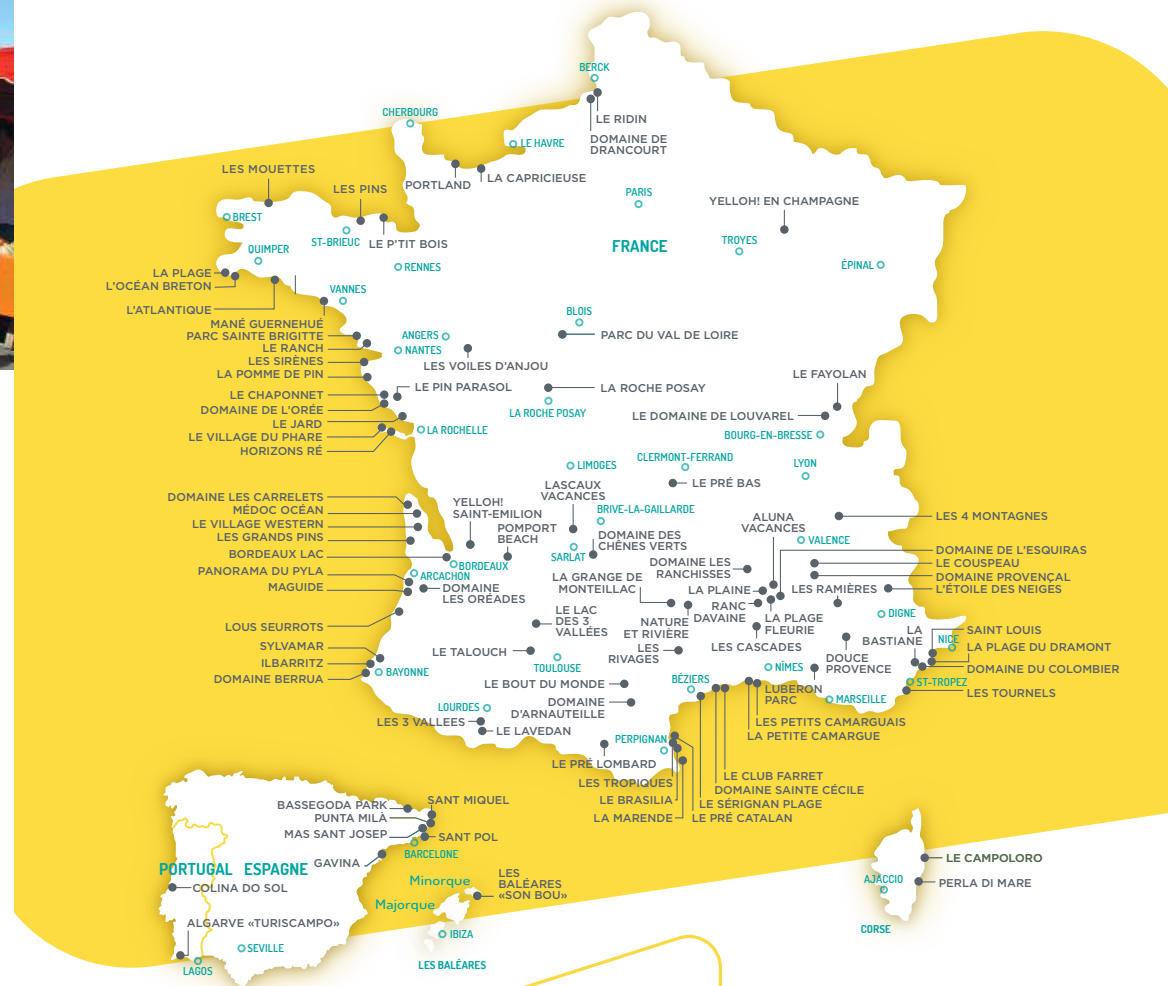 BERCK
LE RIDIN
DOMAINE DE
DRANCOURT
CHERBOURG
LE HAVRE
PORTLAND
LA CAPRICIEUSE
LES MOUETTES
LES PINS
PARIS
YELLOH! EN CHAMPAGNE
BREST
ST-BRIEUC
LE P'TIT BOIS
FRANCE
TROYES
QUIMPER
RENNES
ÉPINAL
LA PLAGE
L'OCÉAN BRETON
VANNES
L'ATLANTIQUE
BLOIS
MANÉ GUERNEHUÉ
PARC SAINTE BRIGITTE
ANGERS
PARC DU VAL DE LOIRE
LE RANCH
NANTES
LES SIRÈNES
LES VOILES D'ANJOU
LA POMME DE PIN
LE FAYOLAN
LE CHAPONNET
LE PIN PARASOL
LA ROCHE POSAY
DOMAINE DE L'ORÉE
LA ROCHE POSAY
LE DOMAINE DE LOUVAREL
LE JARD
LE VILLAGE DU PHARE
LA ROCHELLE
BOURG-EN-BRESSE
HORIZONS RÉ
LIMOGES
CLERMONT-FERRAND
LYON
LE PRÉ BAS
LASCAUX
VACANCES
DOMAINE LES CARRELETS
MÉDOC OCÉAN
LE VILLAGE WESTERN
LES GRANDS PINS
YELLOH!
SAINT-EMILION
POMPORT
BEACH
BRIVE-LA-GAILLARDE
ALUNA
VACANCES
LES 4 MONTAGNES
DOMAINE DES
CHÊNES VERTS
VALENCE
BORDEAUX LAC
BORDEAUX
SARLAT
DOMAINE DE L'ESQUIRAS
LE COUSPEAU
PANORAMA DU PYLA
ARCACHON
DOMAINE LES
RANCHISSES
DOMAINE PROVENÇAL
MAGUIDE
DOMAINE
LES ORÉADES
LA GRANGE DE
MONTEILLAC
LA PLAINE
LES RAMIÈRES
L'ÉTOILE DES NEIGES
RANC
DAVAINE
LOUS SEURROTS
LE LAC
DES 3
VALLÉES
NATURE
ET RIVIÈRE
LA PLAGE
FLEURIE
DIGNE
LA
BASTIANE
NICE
SAINT LOUIS
SYLVAMAR
LE TALOUCH
LES
RIVAGES
LES CASCADES
DOUCE
PROVENCE
LA PLAGE DU DRAMONT
ILBARRITZ
BAYONNE
TOULOUSE
NÎMES
DOMAINE DU COLOMBIER
DOMAINE BERRUA
LE BOUT DU MONDE
BÉZIERS
LUBERON
PARC
ST-TROPEZ
LES TOURNELS
MARSEILLE
LOURDES
DOMAINE
D'ARNAUTEILLE
LES 3 VALLEES
LE LAVEDAN
LES PETITS CAMARGUAIS
LA PETITE CAMARGUE
PERPIGNAN
LE PRÉ LOMBARD
LES TROPIQUES
LE CLUB FARRET
DOMAINE SAINTE CÉCILE
LE BRASILIA
LE SÉRIGNAN PLAGE
LA MARENDE
LE PRÉ CATALAN
BASSEGODA PARK
SANT MIQUEL
PUNTA MILÀ
MAS SANT JOSEP
SANT POL
BARCELONE
GAVINA
PORTUGAL
ESPAGNE
COLINA DO SOL
Minorque
LES
BALÉARES
«SON BOU»
Majorque
ALGARVE «TURISCAMPO»
IBIZA
SEVILLE
LAGOS
LES BALÉARES
LE CAMPOLORO
AJACCIO
PERLA DI MARE
CORSE